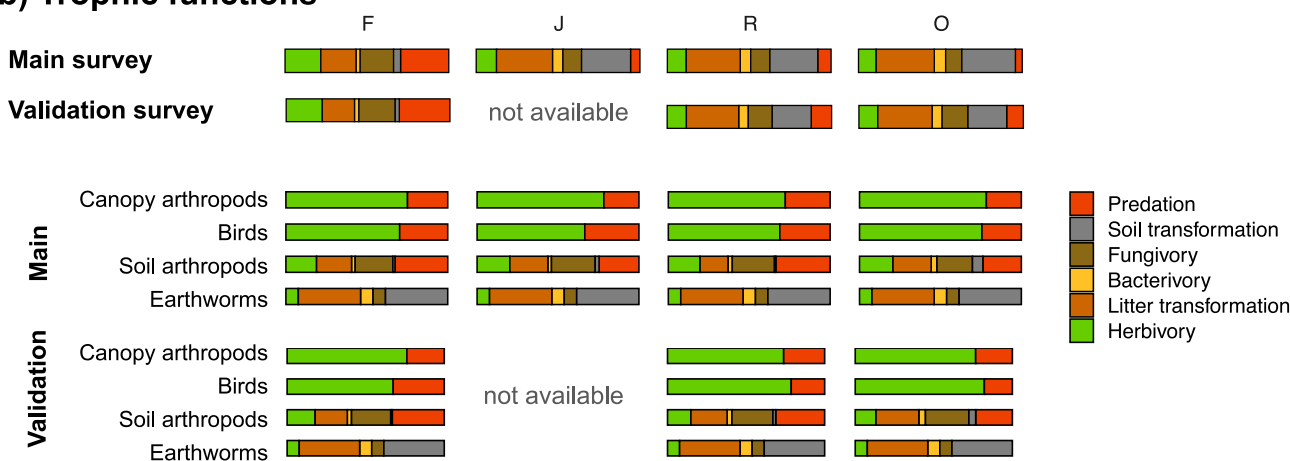 b) Trophic functions
F J R O
Main survey
Validation survey not available
Main
Canopy arthropods
Birds
Soil arthropods
Earthworms
Validation
Canopy arthropods
Birds
not available
Soil arthropods
Earthworms
Predation
Soil transformation
Fungivory
Bacterivory
Litter transformation
Herbivory